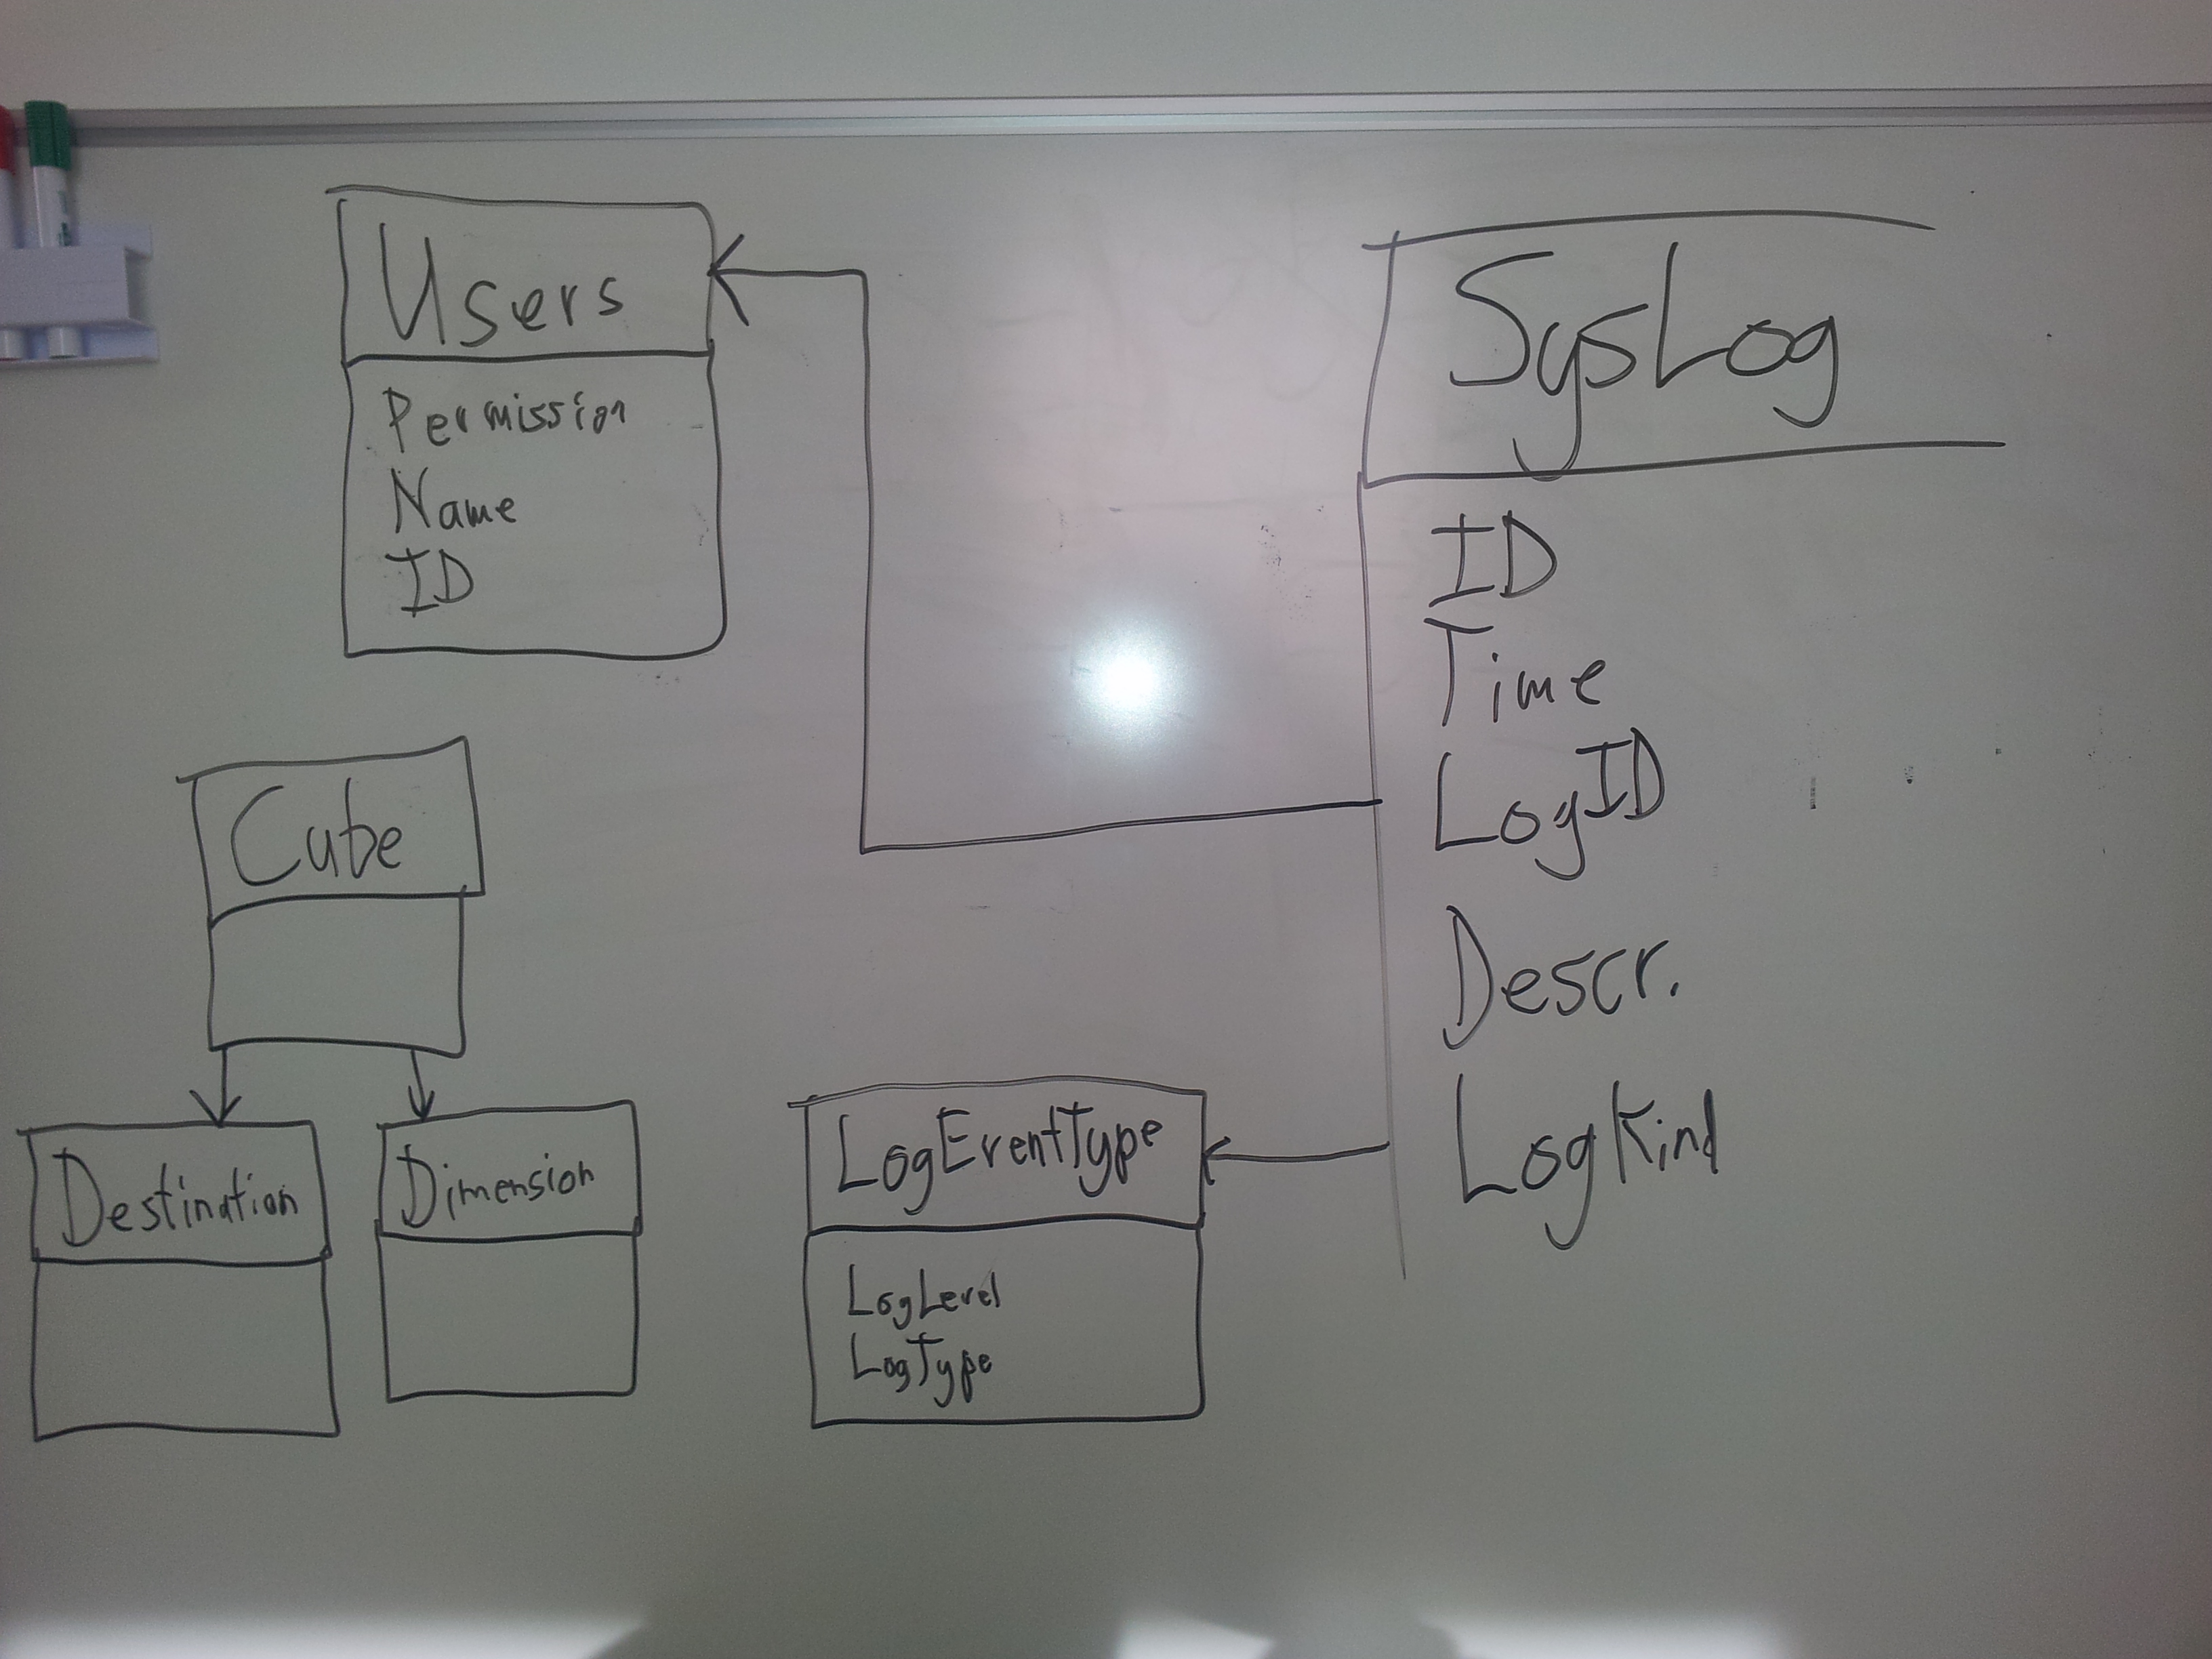 Users
Permission
Name
ID
SysLog
ID
Time
LogID
Descr.
LogKind
Cube
Destination
Dimension
LogEventType
LogLevel
LogType